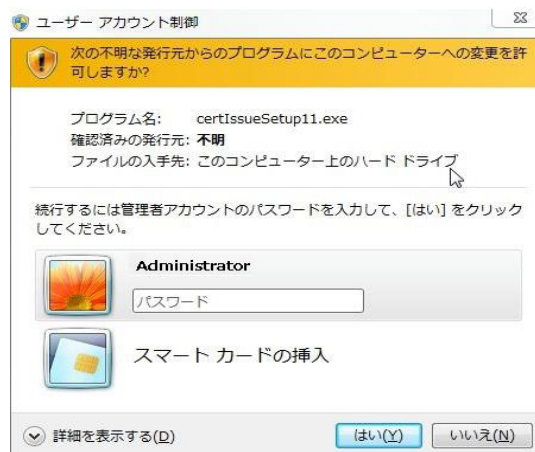 ユーザー アカウント制御
次の不明な発行元からのプログラムにこのコンピューターへの変更を許
可しますか?
プログラム名: certIssueSetup11.exe
確認済みの発行元: 不明
ファイルの入手先: このコンピューター上のハード ドライブ
続行するには管理者アカウントのパスワードを入力して、[はい] をクリック
してください。
Administrator
パスワード
スマート カードの挿入
詳細を表示する(D)
はい(Y)
いいえ(N)